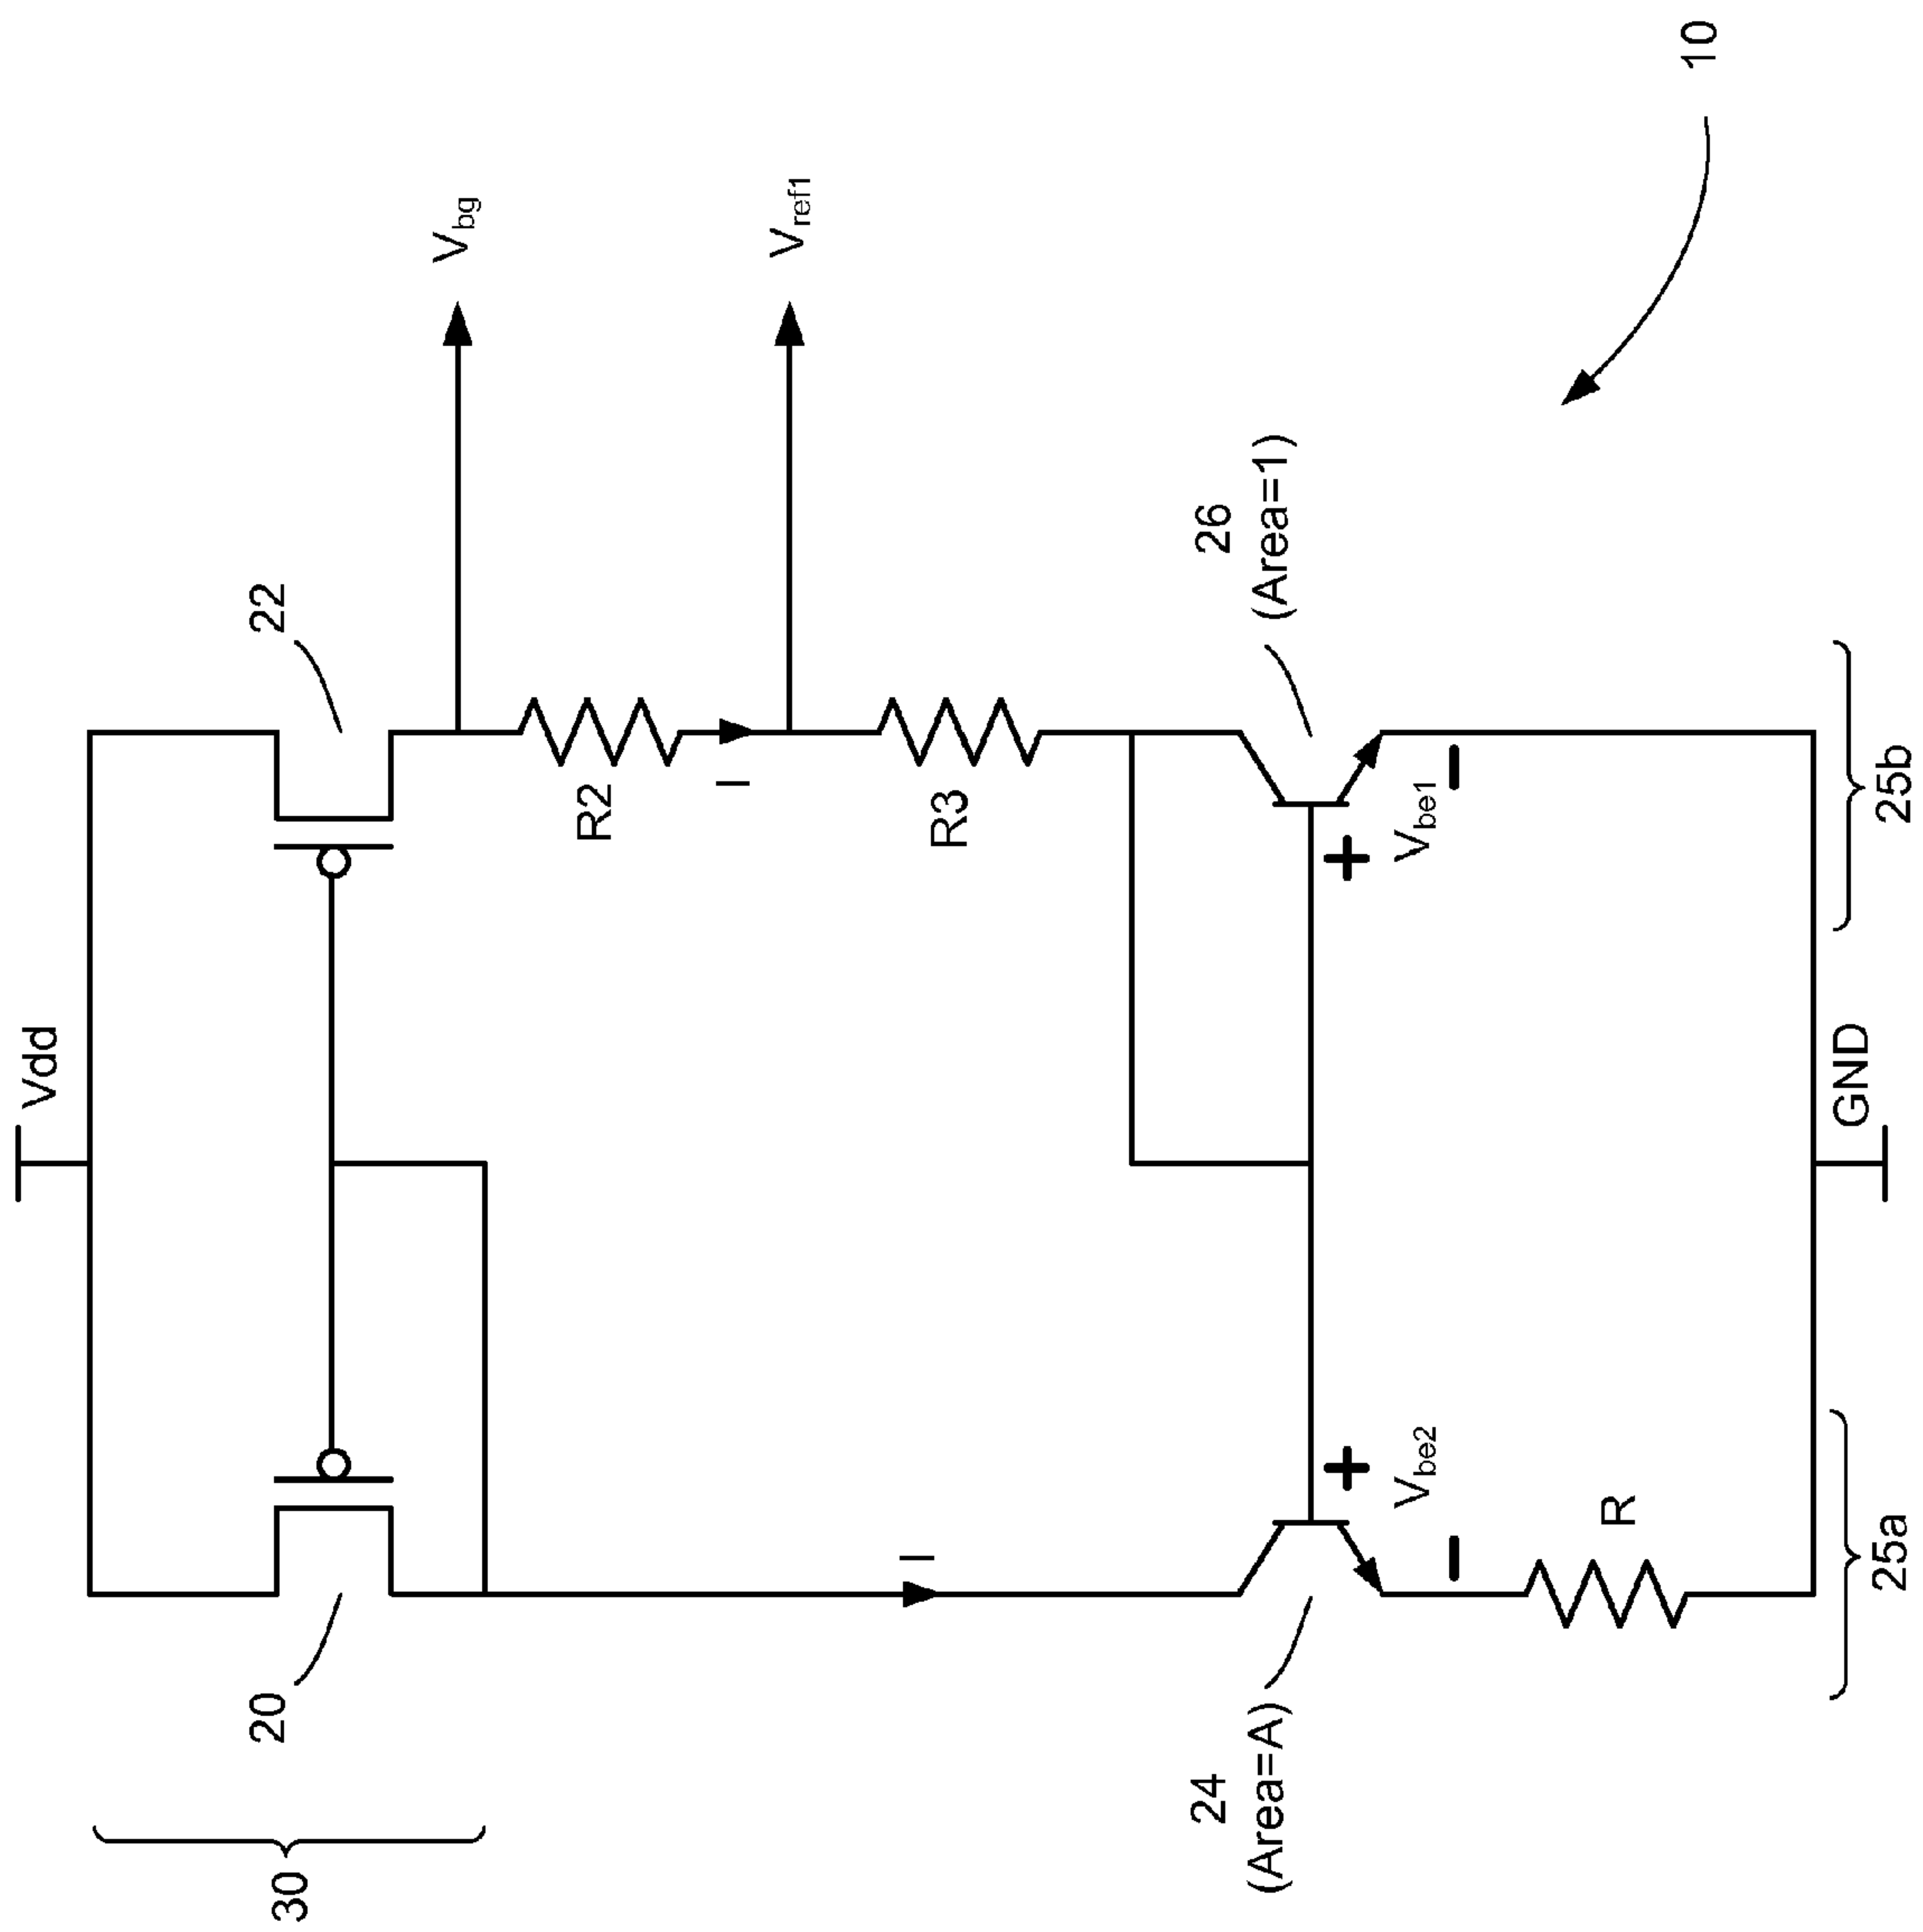 Vdd
30
20
22
Vbg
R2
I
I
Vref1
R3
24
(Area=A)
26
(Area=1)
+
+
Vbe2
Vbe1
R
GND
25a
25b
10